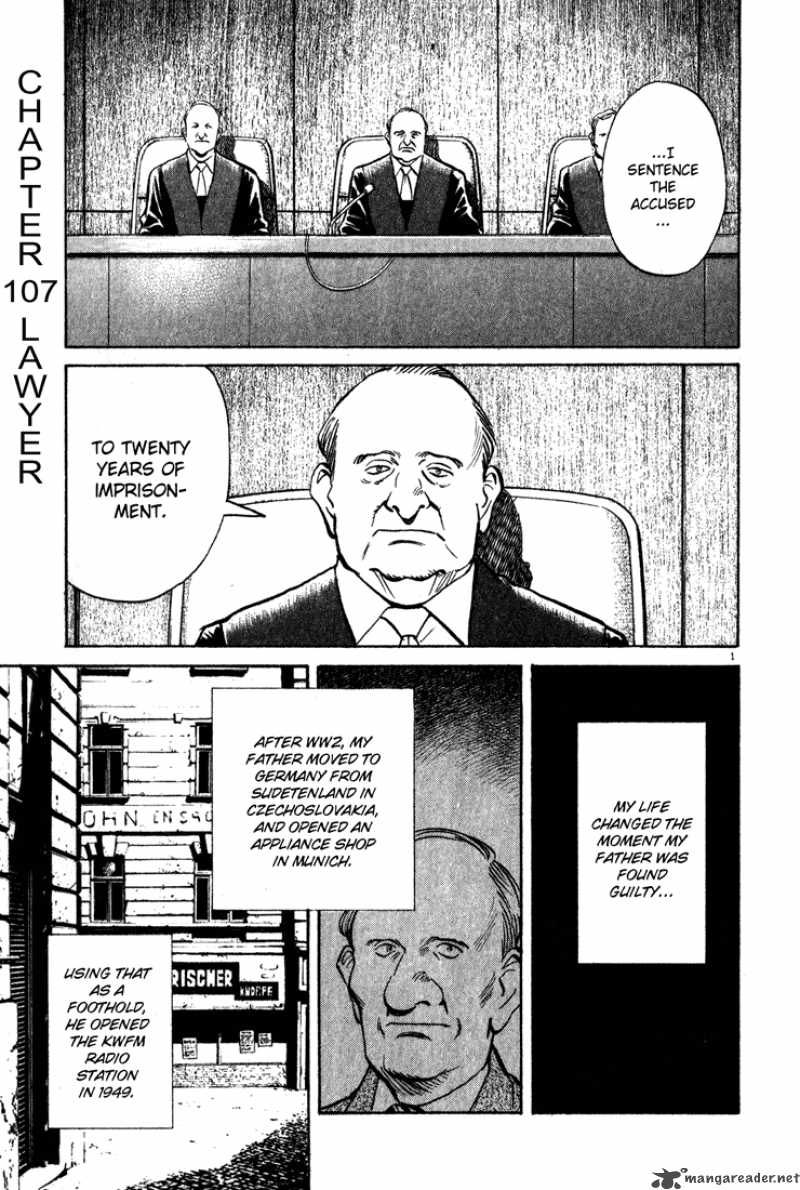 CHAPTER 107 LAWYER
...I
SENTENCE
THE
ACCUSED
...
TO TWENTY
YEARS OF
IMPRISON-
MENT.
1
MY LIFE
CHANGED THE
MOMENT MY
FATHER WAS
FOUND
GUILTY...
AFTER WW2, MY
FATHER MOVED TO
GERMANY FROM
SUDETENLAND IN
CZECHOSLOVAKIA,
AND OPENED AN
APPLIANCE SHOP
IN MUNICH.
OHN
RISCHER
USING THAT
AS A
FOOTHOLD,
HE OPENED
THE KWFM
RADIO
STATION
IN 1949.
mangareader.net